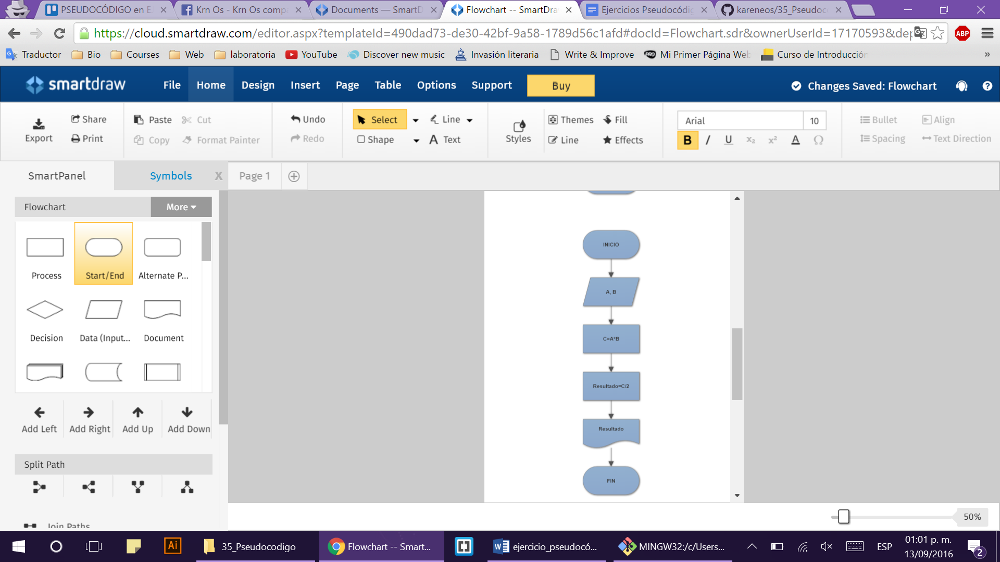 PSEUDOCÓDIGO en E
Krn Os - Krn Os compa
Documents — SmartD
Flowchart -- SmartDra
Ejercicios Pseudocódig
kareneos/35_Pseudoc
https://cloud.smartdraw.com/editor.aspx?templateId=490dad73-de30-42bf-9a58-1789d56c1afd#docId=Flowchart.sdr&ownerUserId=17170593&dep
ABP
Traductor
Bio
Courses
Web
laboratoria
YouTube
Discover new music
Invasión literaria
Write & Improve
PRO
Mi Primer Página Web
Curso de Introducción
»
smartdraw
File
Home
Design
Insert
Page
Table
Options
Support
Buy
Changes Saved: Flowchart
?
Export
Share
Print
Paste
Cut
Copy
Format Painter
Undo
Redo
Select
Line
Shape
A Text
Styles
Themes
Fill
Line
Effects
Arial
10
B
I
U
x₂
x²
A
Ω
Bullet
Align
Spacing
Text Direction
SmartPanel
Symbols
X
Page 1
Flowchart
More
Process
Start/End
Alternate P...
Decision
Data (Input...
Document
Add Left
Add Right
Add Up
Add Down
Split Path
Join Paths
INICIO
A, B
C=A*B
Resultado=C/2
Resultado
FIN
50%
Ai
35_Pseudocodigo
Flowchart -- Smart...
ejercicio_pseudocó...
MINGW32:/c/Users...
ESP
01:01 p. m.
13/09/2016
2